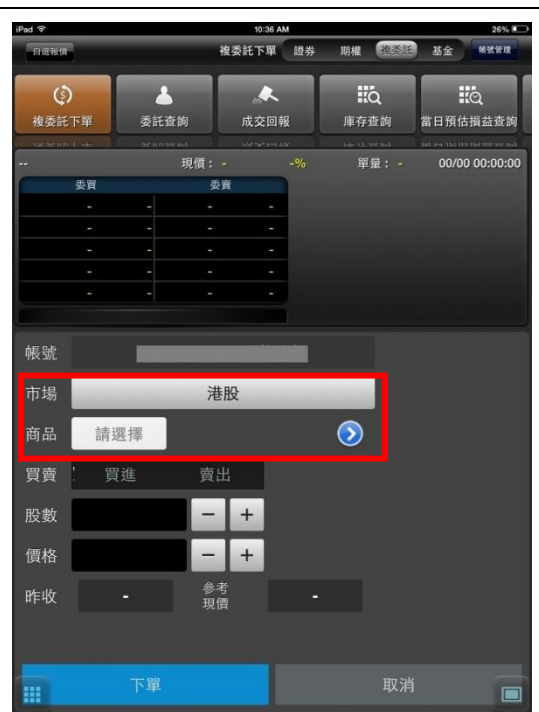 iPad 10:36 AM 26%
自選報價 複委託下單 證券 期權 複委託 基金 帳號管理
複委託下單 委託查詢 成交回報 庫存查詢 當日預估損益查詢
-- 現價： - -% 單量： - 00/00 00:00:00
委買 委賣
- - - -
- - - -
- - - -
- - - -
- - - -
帳號
市場 港股
商品 請選擇
買賣 買進 賣出
股數 − +
價格 − +
昨收 - 參考現價 -
下單 取消